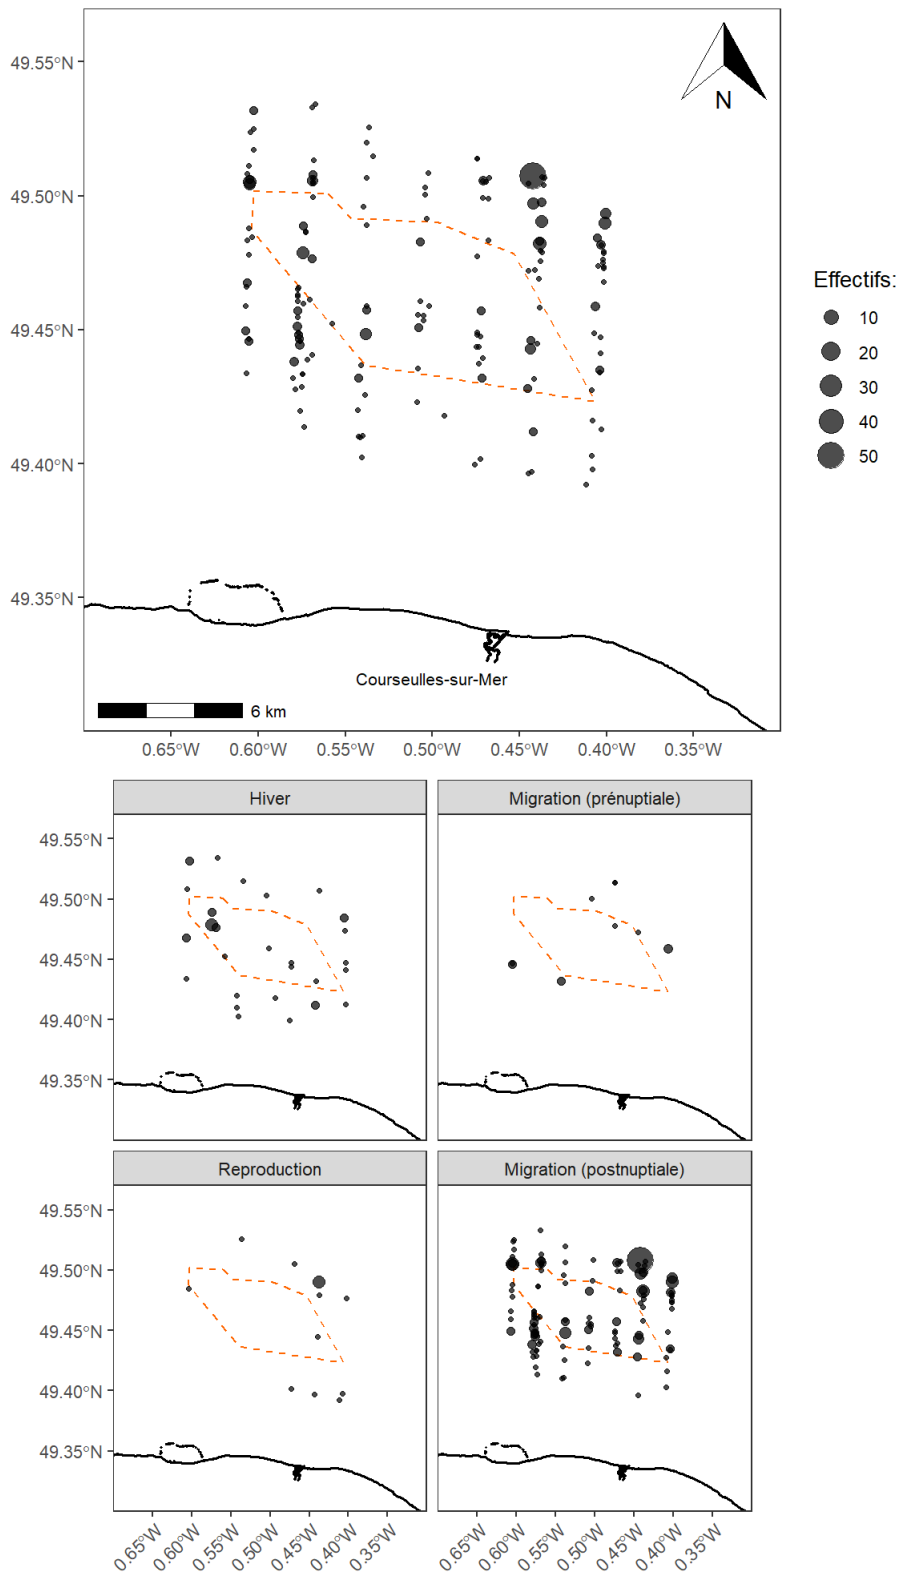 49.55°N
49.50°N
49.45°N
49.40°N
49.35°N
N
Courseulles-sur-Mer
6 km
0.65°W 0.60°W 0.55°W 0.50°W 0.45°W 0.40°W 0.35°W
Effectifs:
10
20
30
40
50
Hiver
Migration (prénuptiale)
49.55°N
49.50°N
49.45°N
49.40°N
49.35°N
Reproduction
Migration (postnuptiale)
49.55°N
49.50°N
49.45°N
49.40°N
49.35°N
0.65°W 0.60°W 0.55°W 0.50°W 0.45°W 0.40°W 0.35°W
0.65°W 0.60°W 0.55°W 0.50°W 0.45°W 0.40°W 0.35°W